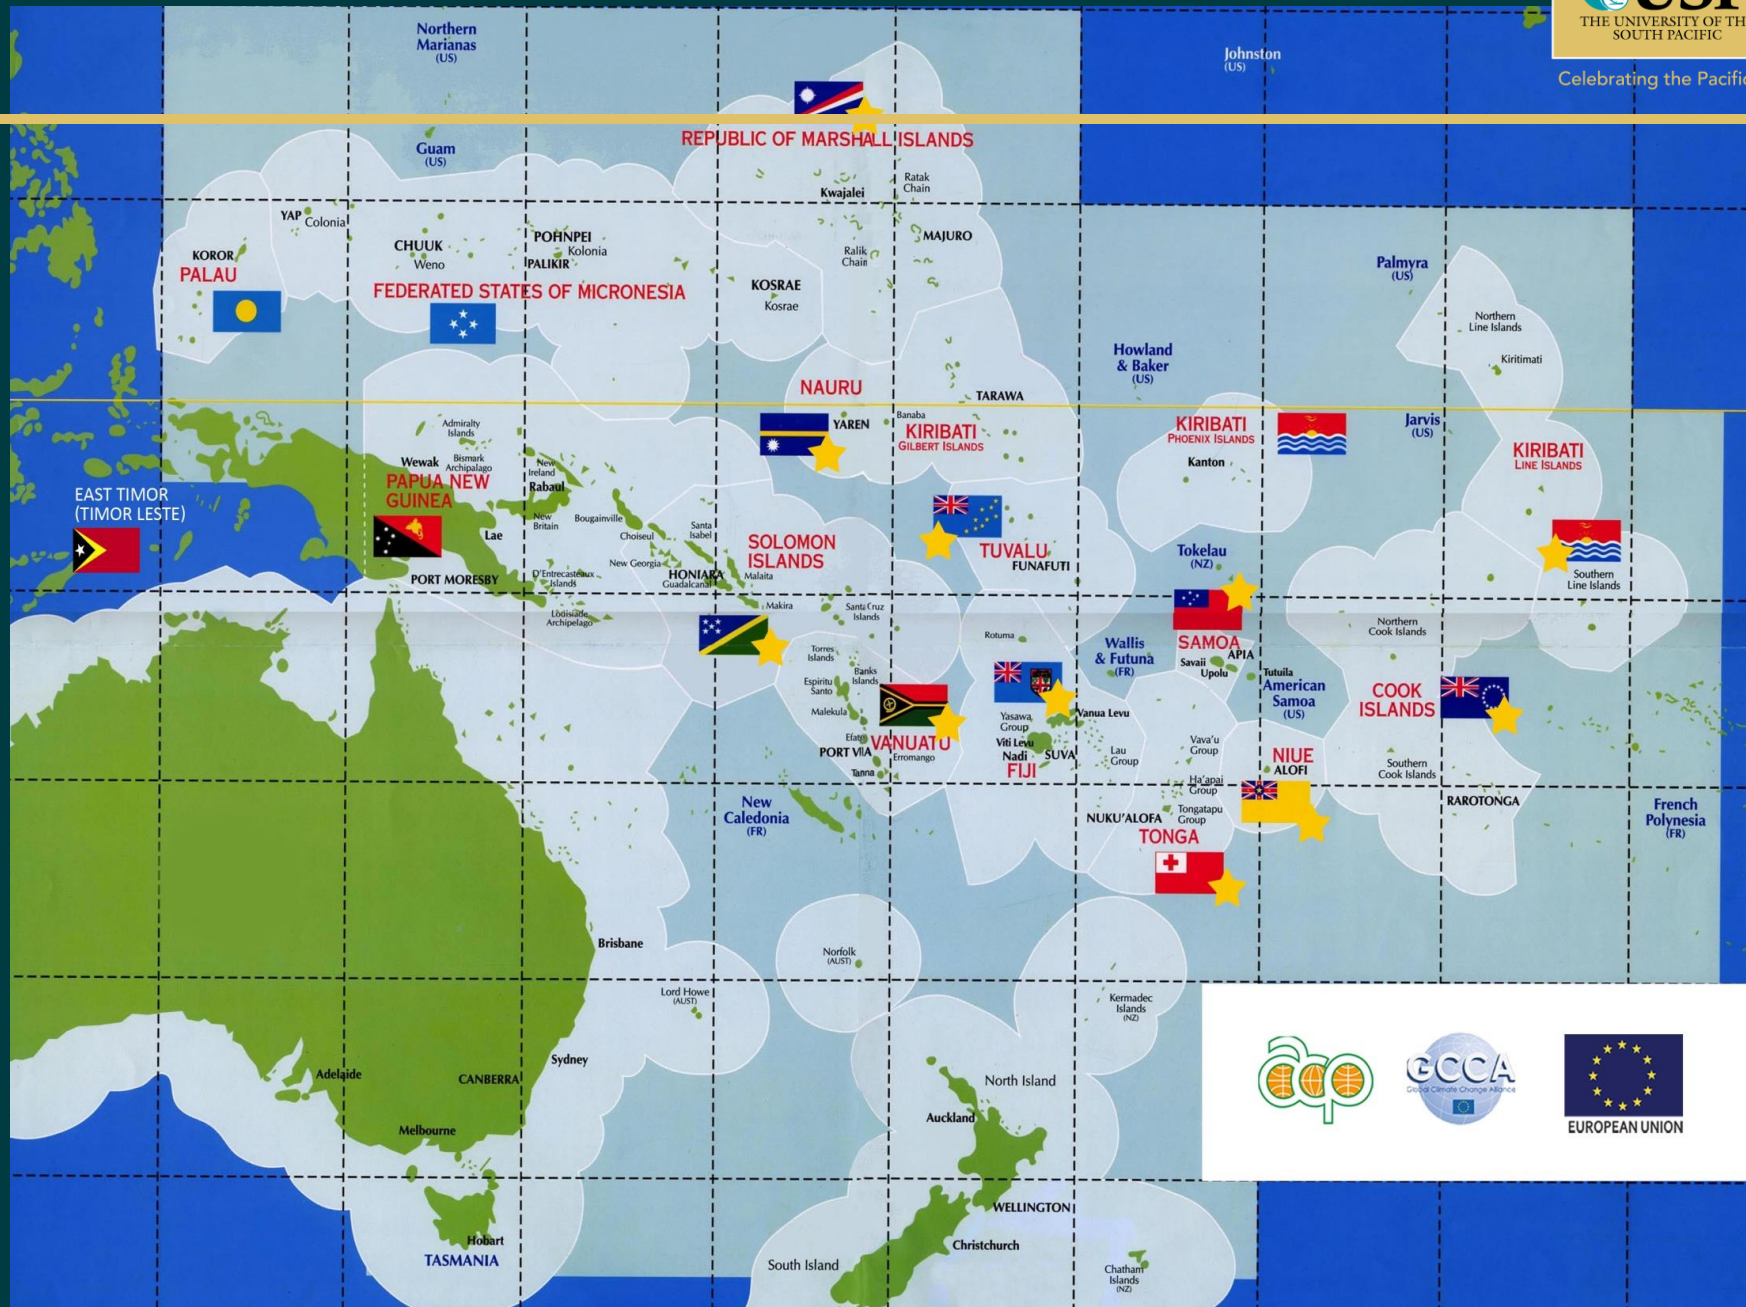 USP
THE UNIVERSITY OF TH
SOUTH PACIFIC
Celebrating the Pacific
Northern
Marianas
(US)
Johnston
(US)
REPUBLIC OF MARSHALL ISLANDS
Guam
(US)
Kwajalei
Ratak
Chain
YAP
Colonia
CHUUK
Weno
POHNPEI
Kolonia
PALIKIR
MAJURO
Ralik
Chain
KOROR
PALAU
FEDERATED STATES OF MICRONESIA
KOSRAE
Kosrae
Palmyra
(US)
Northern
Line Islands
Kiritimati
Howland
& Baker
(US)
NAURU
YAREN
TARAWA
Banaba
KIRIBATI
GILBERT ISLANDS
KIRIBATI
PHOENIX ISLANDS
Kanton
Jarvis
(US)
KIRIBATI
LINE ISLANDS
Admiralty
Islands
Wewak
Bismark
Archipalago
New
Ireland
Rabaul
PAPUA NEW
GUINEA
EAST TIMOR
(TIMOR LESTE)
New
Britain
Bougainville
Lae
Choiseul
Santa
Isabel
SOLOMON
ISLANDS
TUVALU
FUNAFUTI
Tokelau
(NZ)
New Georgia
HONIARA
Guadalcanal
Malaita
PORT MORESBY
D'Entrecasteaux
Islands
Southern
Line Islands
Louisiade
Archipelago
Makira
Santa Cruz
Islands
Rotuma
Northern
Cook Islands
Wallis
& Futuna
(FR)
SAMOA
APIA
Savaii
Upolu
Tutuila
American
Samoa
(US)
Torres
Islands
Banks
Islands
Espiritu
Santo
Malekula
COOK
ISLANDS
Yasawa
Group
Vanua Levu
Viti Levu
Nadi
SUVA
FIJI
Lau
Group
Vava'u
Group
Efate
PORT VILA
VANUATU
Erromango
Tanna
NIUE
ALOFI
Southern
Cook Islands
Ha'apai
Group
RAROTONGA
New
Caledonia
(FR)
NUKU'ALOFA
Tongatapu
Group
TONGA
French
Polynesia
(FR)
Brisbane
Norfolk
(AUST)
Lord Howe
(AUST)
Kermadec
Islands
(NZ)
Sydney
Adelaide
CANBERRA
North Island
Auckland
Melbourne
acp
GCCA
Global Climate Change Alliance
EUROPEAN UNION
WELLINGTON
Hobart
TASMANIA
Christchurch
South Island
Chatham
Islands
(NZ)